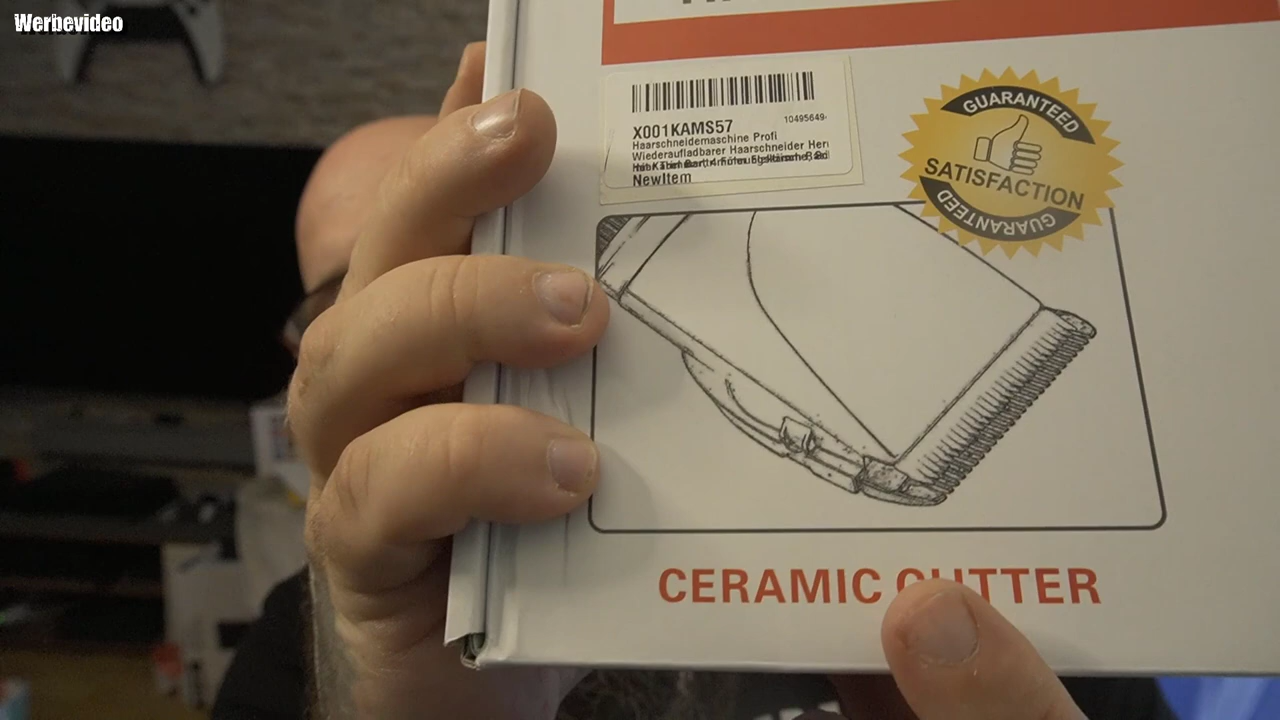 Werbevideo
X001KAMS57
10495649-
Haarschneidemaschine Profi
Wiederaufladbarer Haarschneider Herr
NewItem
GUARANTEED
SATISFACTION
GUARANTEED
CERAMIC CUTTER